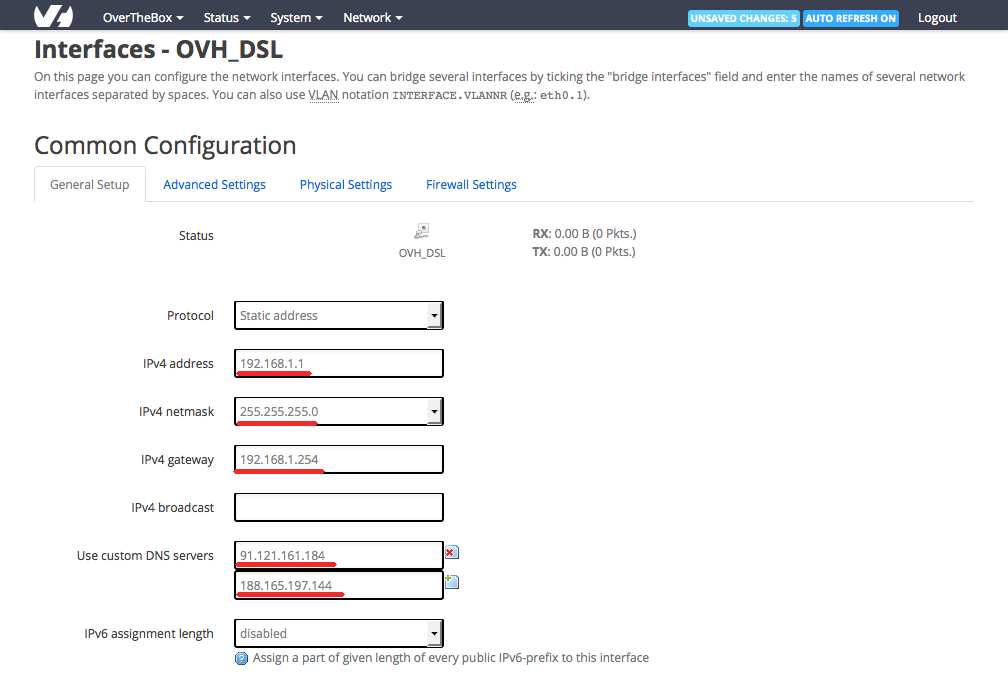 OverTheBox Status System Network UNSAVED CHANGES: 5 AUTO REFRESH ON Logout
Interfaces - OVH_DSL
On this page you can configure the network interfaces. You can bridge several interfaces by ticking the "bridge interfaces" field and enter the names of several network
interfaces separated by spaces. You can also use VLAN notation INTERFACE.VLANNR (e.g.: eth0.1).
Common Configuration
General Setup Advanced Settings Physical Settings Firewall Settings
Status
OVH_DSL
RX: 0.00 B (0 Pkts.)
TX: 0.00 B (0 Pkts.)
Protocol Static address
IPv4 address 192.168.1.1
IPv4 netmask 255.255.255.0
IPv4 gateway 192.168.1.254
IPv4 broadcast
Use custom DNS servers 91.121.161.184
188.165.197.144
IPv6 assignment length disabled
Assign a part of given length of every public IPv6-prefix to this interface